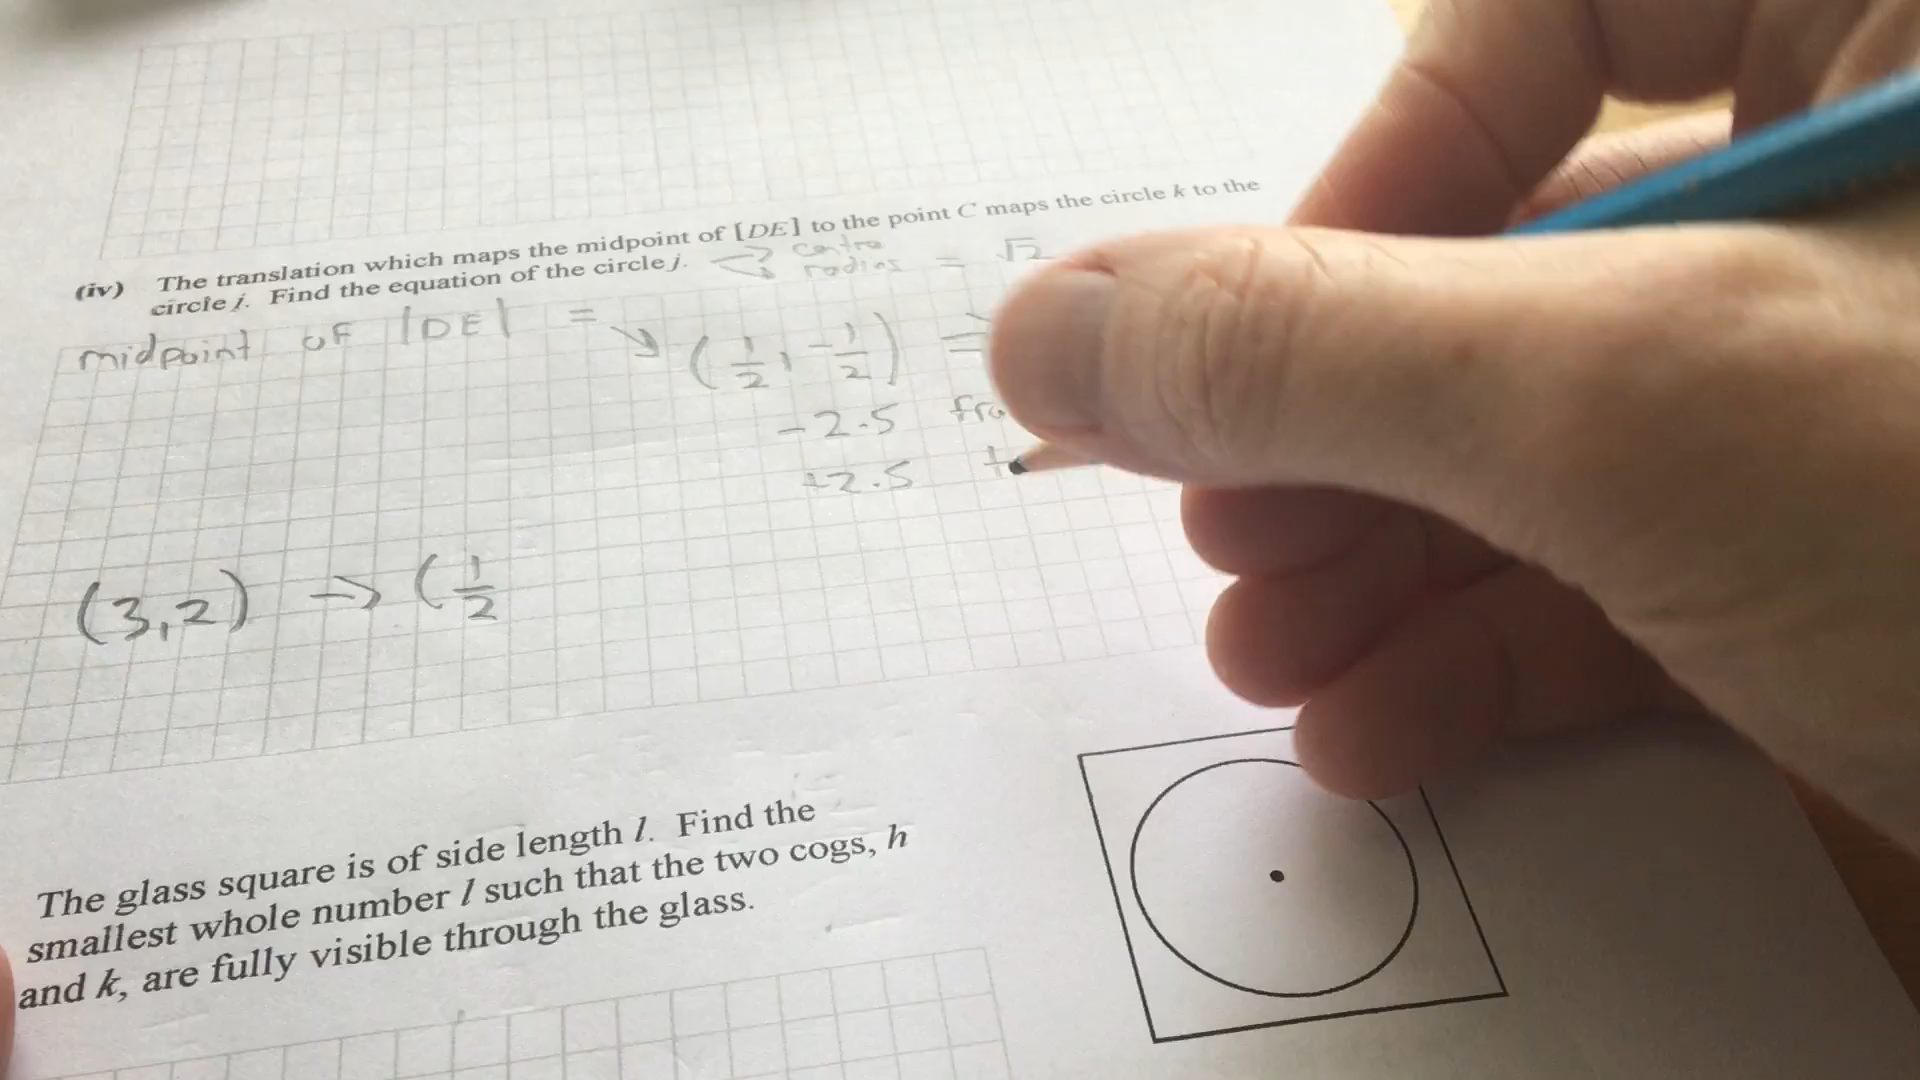 (iv) The translation which maps the midpoint of [DE] to the point C maps the circle k to the
circle j. Find the equation of the circle j.
→ centre
→ radius = √2
midpoint of |DE| =
↘ (1/2, -1/2) ⇒
-2.5
+2.5
(3,2) → (1/2
The glass square is of side length l. Find the
smallest whole number l such that the two cogs, h
and k, are fully visible through the glass.